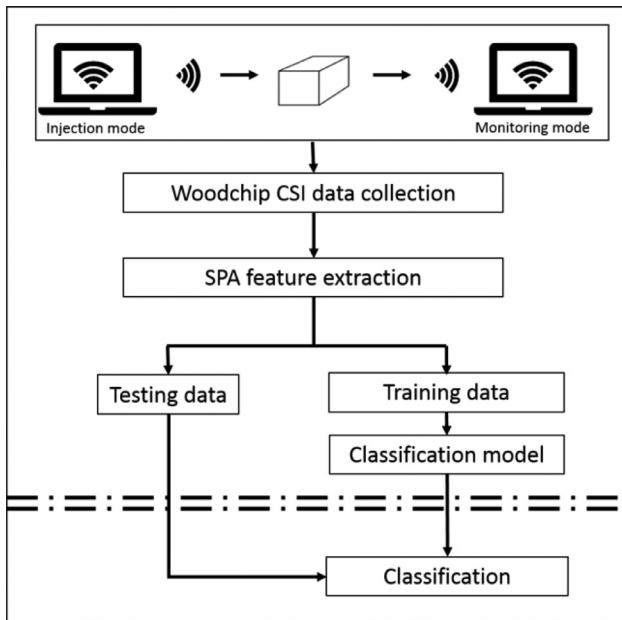 Injection mode
Monitoring mode
Woodchip CSI data collection
SPA feature extraction
Testing data
Training data
Classification model
Classification